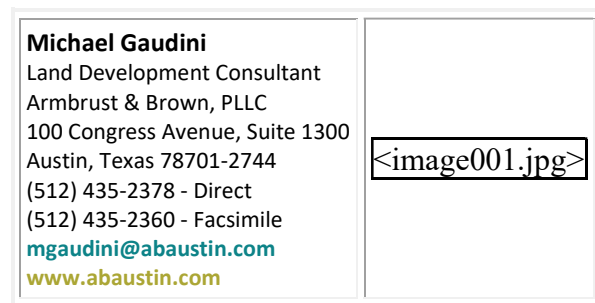 Michael Gaudini
Land Development Consultant
Armbrust & Brown, PLLC
100 Congress Avenue, Suite 1300
Austin, Texas 78701-2744
(512) 435-2378 - Direct
(512) 435-2360 - Facsimile
mgaudini@abaustin.com
www.abaustin.com
<image001.jpg>